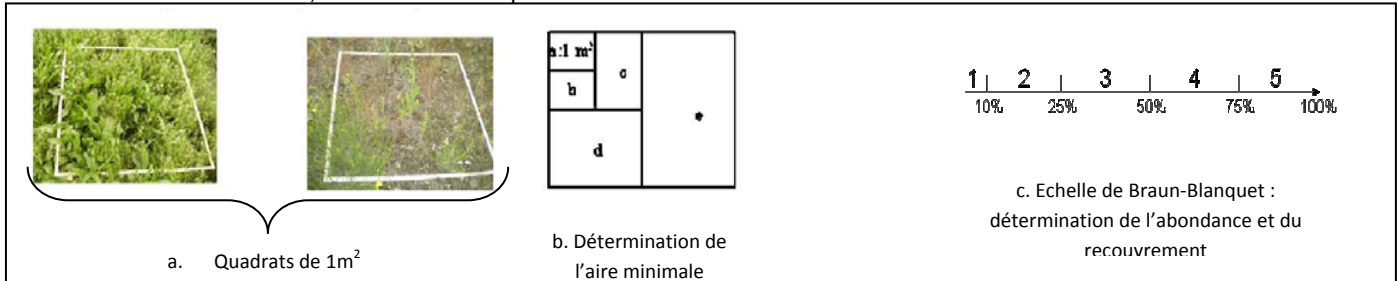 a:1 m²
c
b
d
e
1 2 3 4 5
10% 25% 50% 75% 100%
a. Quadrats de 1m²
b. Détermination de
l'aire minimale
c. Echelle de Braun-Blanquet :
détermination de l'abondance et du
recouvrement